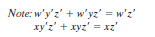 Note: w'y'z' + w'yz' = w'z'
xy'z' + xyz' = xz'